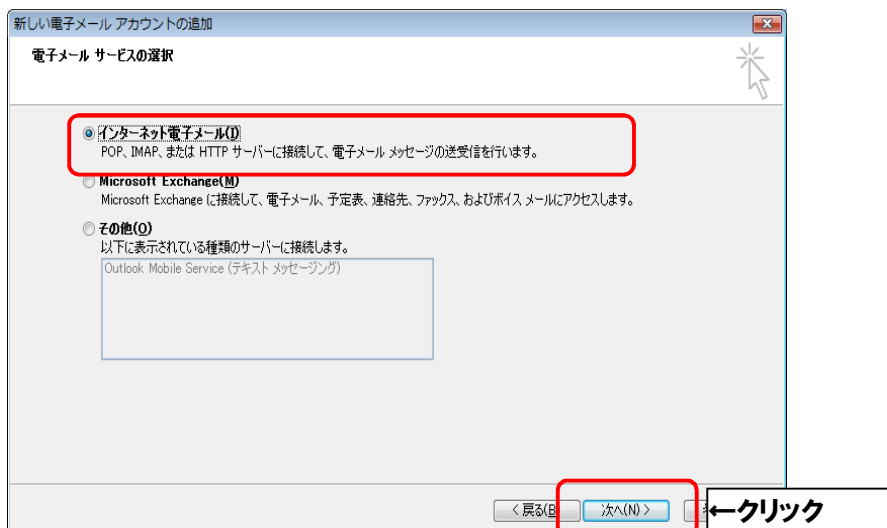 新しい電子メール アカウントの追加
電子メール サービスの選択
インターネット電子メール(I)
POP、IMAP、または HTTP サーバーに接続して、電子メール メッセージの送受信を行います。
Microsoft Exchange(M)
Microsoft Exchange に接続して、電子メール、予定表、連絡先、ファックス、およびボイス メールにアクセスします。
その他(O)
以下に表示されている種類のサーバーに接続します。
Outlook Mobile Service (テキスト メッセージング)
< 戻る(B 次へ(N) > ←クリック